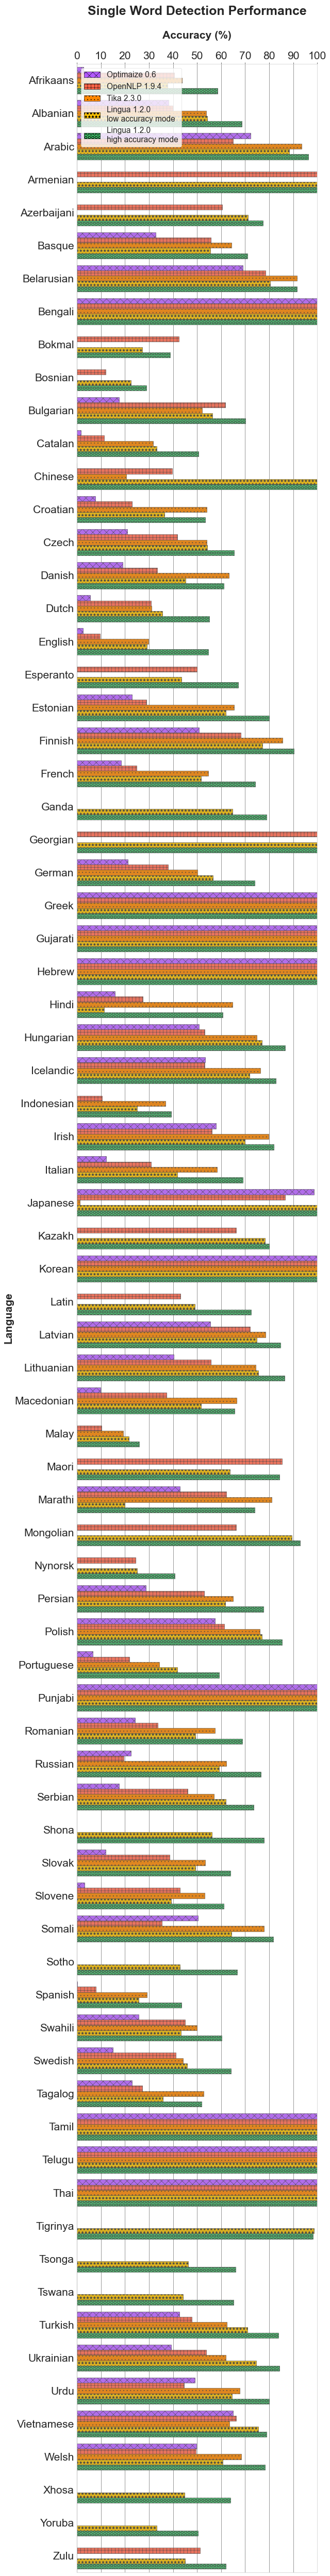 Single Word Detection Performance
Accuracy (%)
0 10 20 30 40 50 60 70 80 90 100
Optimaize 0.6
OpenNLP 1.9.4
Tika 2.3.0
Lingua 1.2.0
low accuracy mode
Lingua 1.2.0
high accuracy mode
Language
Afrikaans
Albanian
Arabic
Armenian
Azerbaijani
Basque
Belarusian
Bengali
Bokmal
Bosnian
Bulgarian
Catalan
Chinese
Croatian
Czech
Danish
Dutch
English
Esperanto
Estonian
Finnish
French
Ganda
Georgian
German
Greek
Gujarati
Hebrew
Hindi
Hungarian
Icelandic
Indonesian
Irish
Italian
Japanese
Kazakh
Korean
Latin
Latvian
Lithuanian
Macedonian
Malay
Maori
Marathi
Mongolian
Nynorsk
Persian
Polish
Portuguese
Punjabi
Romanian
Russian
Serbian
Shona
Slovak
Slovene
Somali
Sotho
Spanish
Swahili
Swedish
Tagalog
Tamil
Telugu
Thai
Tigrinya
Tsonga
Tswana
Turkish
Ukrainian
Urdu
Vietnamese
Welsh
Xhosa
Yoruba
Zulu